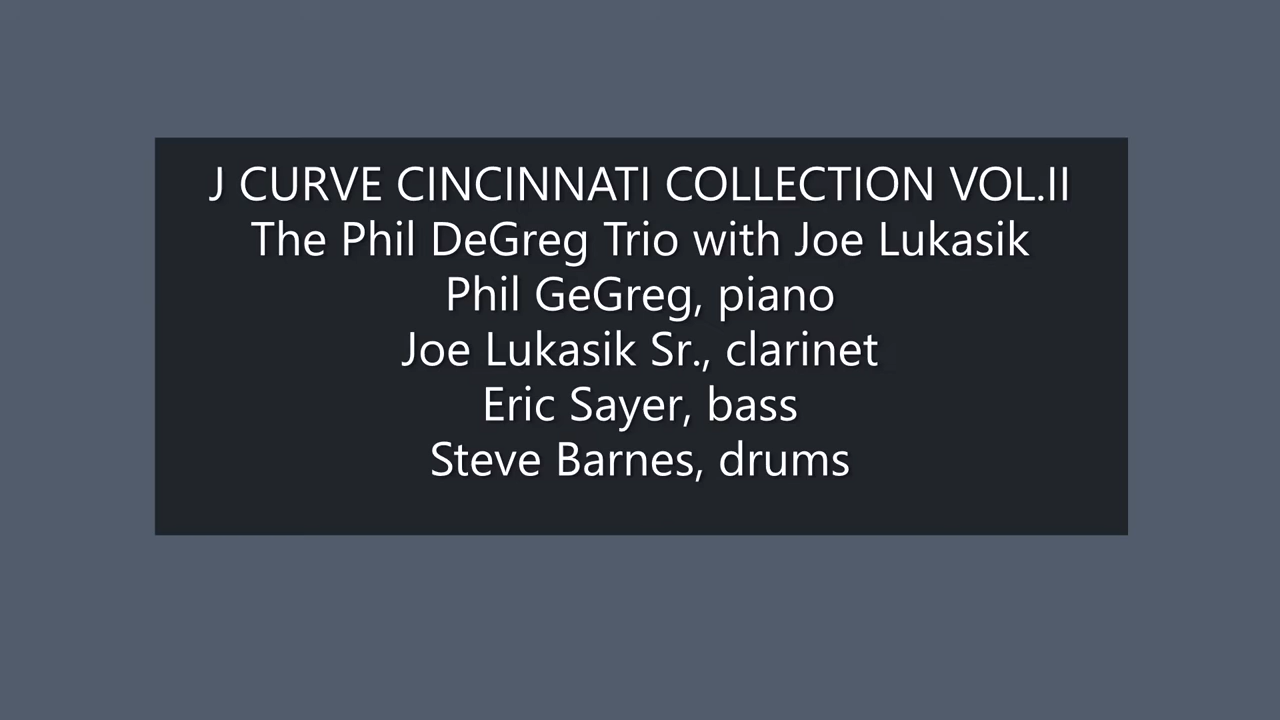 J CURVE CINCINNATI COLLECTION VOL.II
The Phil DeGreg Trio with Joe Lukasik
Phil GeGreg, piano
Joe Lukasik Sr., clarinet
Eric Sayer, bass
Steve Barnes, drums